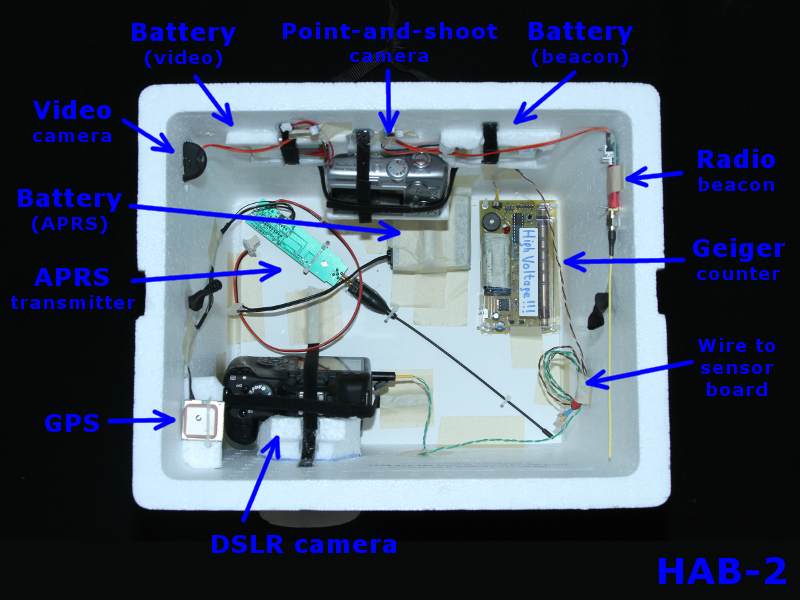 Battery
(video)
Point-and-shoot
camera
Battery
(beacon)
Video
camera
Radio
beacon
Battery
(APRS)
High Voltage!!!
Geiger
counter
APRS
transmitter
Wire to
sensor
board
GPS
DSLR camera
HAB-2